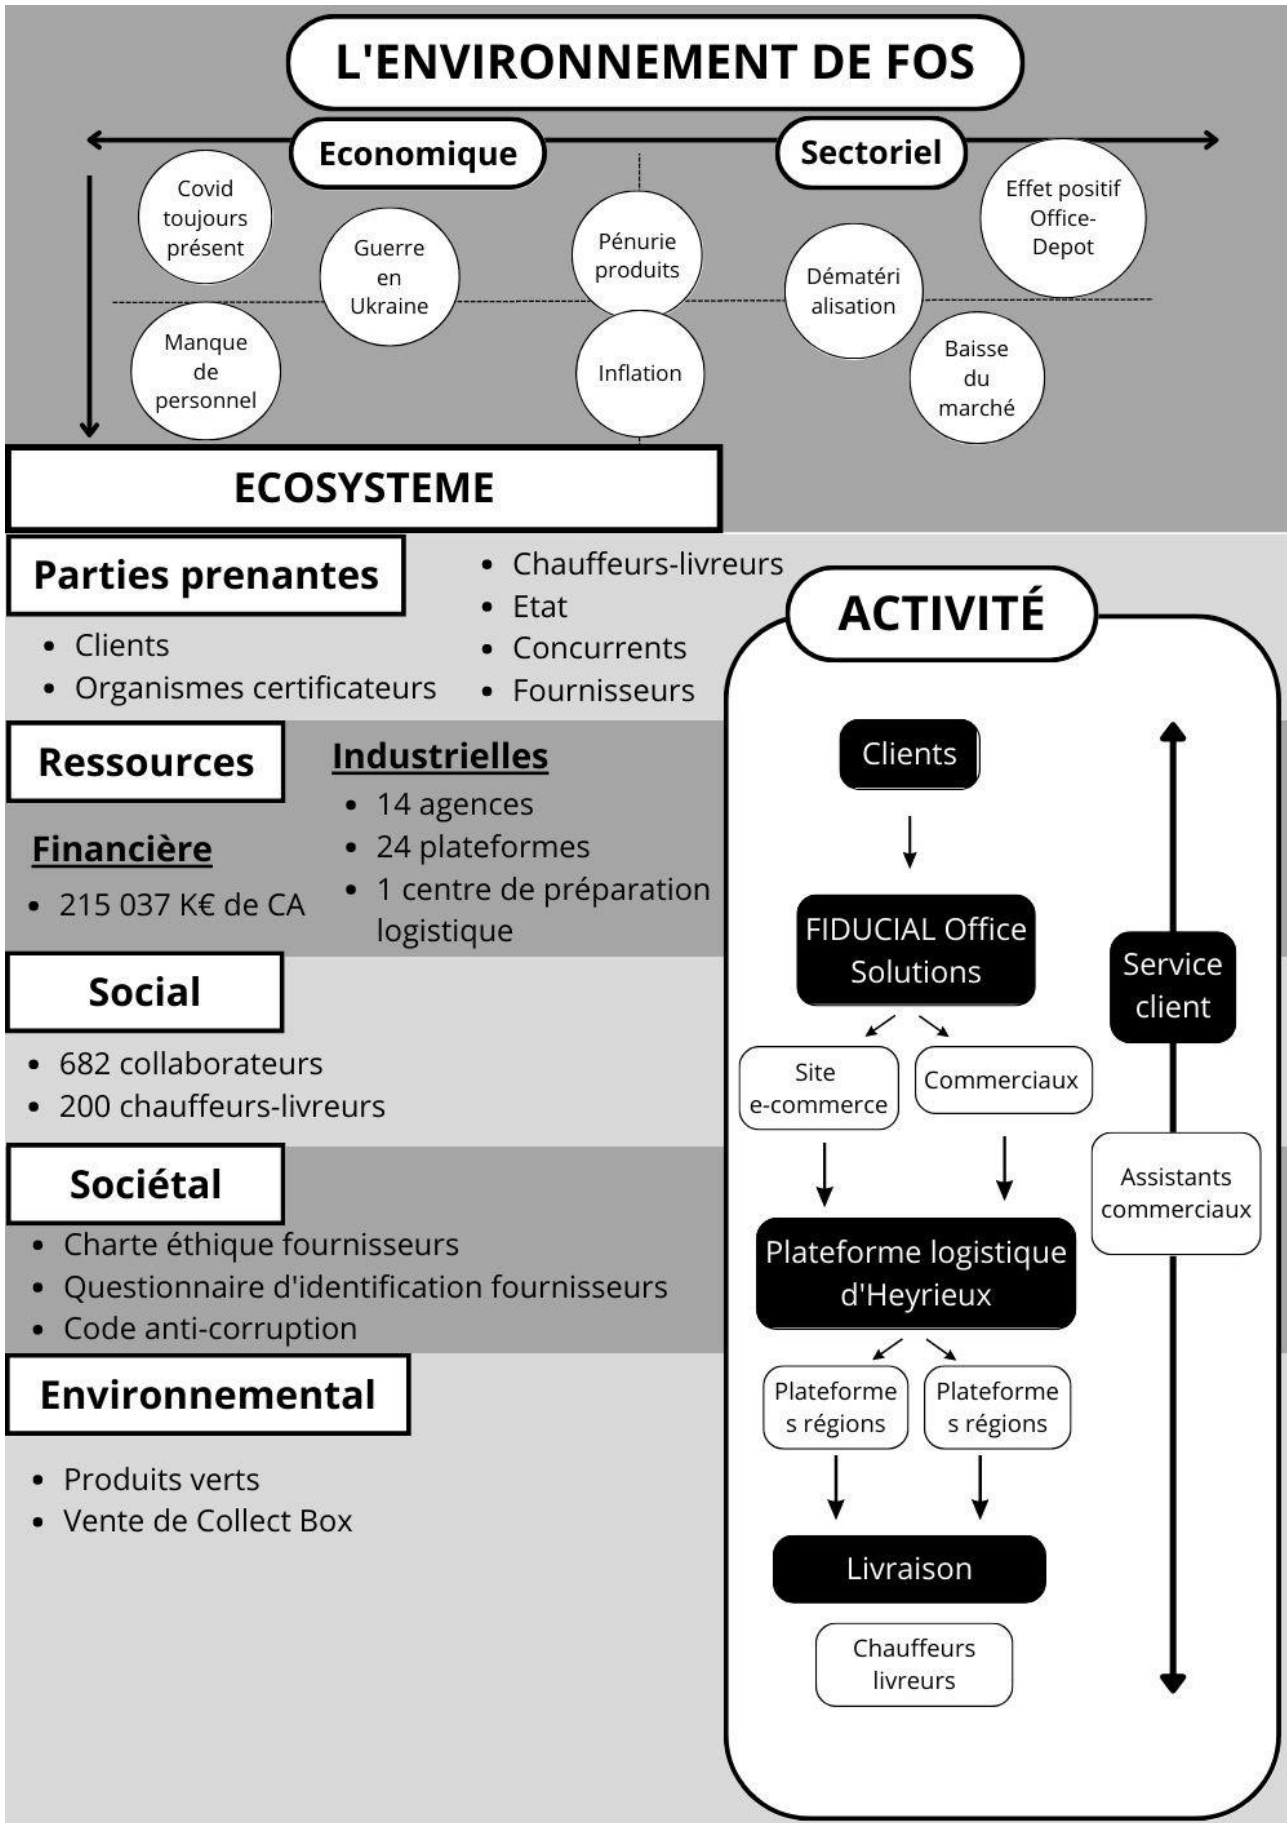 L'ENVIRONNEMENT DE FOS
Economique
Sectoriel
Covid
toujours
présent
Guerre
en
Ukraine
Pénurie
produits
Effet positif
Office-
Depot
Dématéri
alisation
Manque
de
personnel
Inflation
Baisse
du
marché
ECOSYSTEME
Parties prenantes
• Clients
• Organismes certificateurs
• Chauffeurs-livreurs
• Etat
• Concurrents
• Fournisseurs
Ressources
Financière
• 215 037 K€ de CA
Industrielles
• 14 agences
• 24 plateformes
• 1 centre de préparation
logistique
Social
• 682 collaborateurs
• 200 chauffeurs-livreurs
Sociétal
• Charte éthique fournisseurs
• Questionnaire d'identification fournisseurs
• Code anti-corruption
Environnemental
• Produits verts
• Vente de Collect Box
ACTIVITÉ
Clients
FIDUCIAL Office
Solutions
Site
e-commerce
Commerciaux
Plateforme logistique
d'Heyrieux
Plateforme
s régions
Plateforme
s régions
Livraison
Chauffeurs
livreurs
Service
client
Assistants
commerciaux